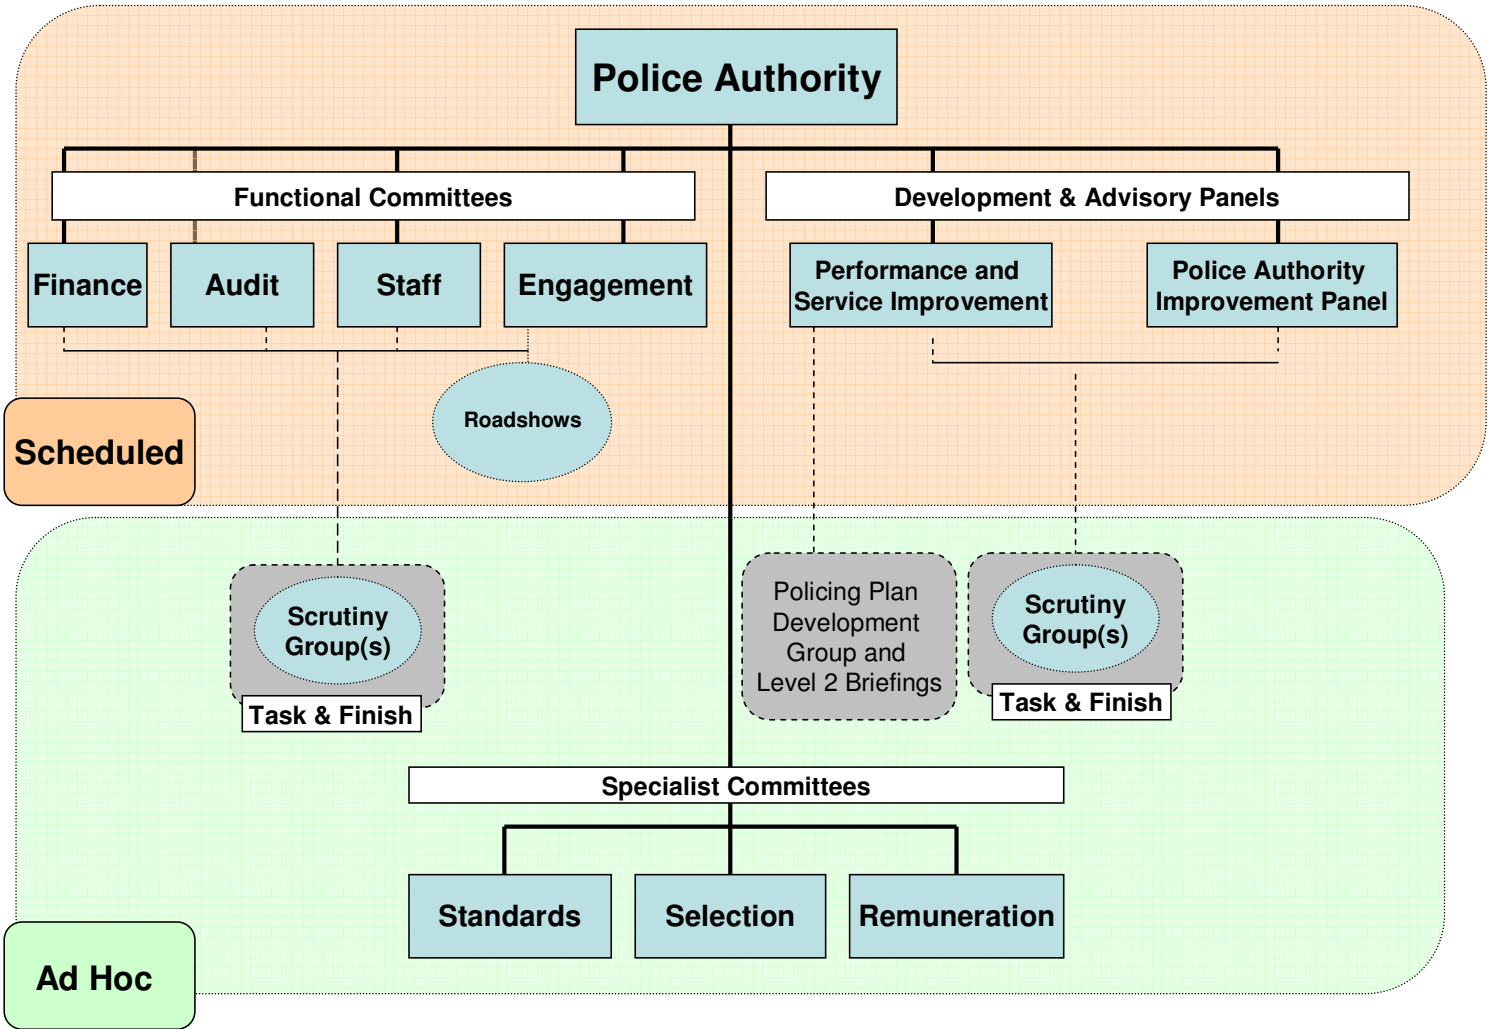 Police Authority
Functional Committees
Development & Advisory Panels
Finance
Audit
Staff
Engagement
Performance and
Service Improvement
Police Authority
Improvement Panel
Roadshows
Scheduled
Scrutiny
Group(s)
Task & Finish
Policing Plan
Development
Group and
Level 2 Briefings
Scrutiny
Group(s)
Task & Finish
Specialist Committees
Standards
Selection
Remuneration
Ad Hoc